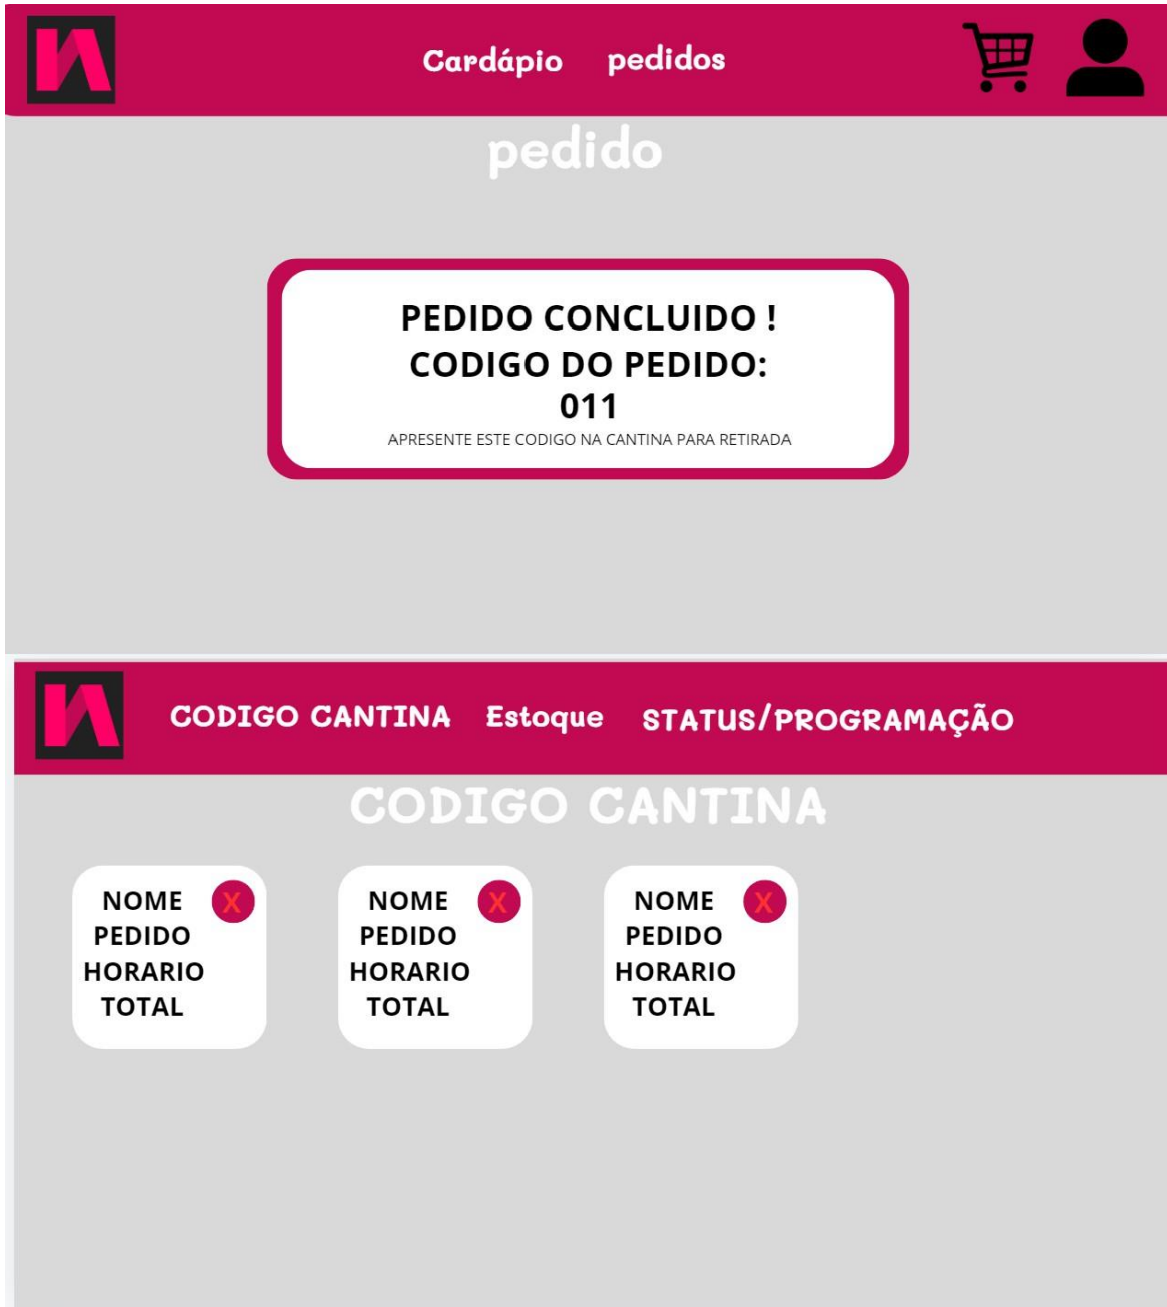 Cardápio pedidos
pedido
PEDIDO CONCLUIDO !
CODIGO DO PEDIDO:
011
APRESENTE ESTE CODIGO NA CANTINA PARA RETIRADA
CODIGO CANTINA Estoque STATUS/PROGRAMAÇÃO
CODIGO CANTINA
NOME X
PEDIDO
HORARIO
TOTAL
NOME X
PEDIDO
HORARIO
TOTAL
NOME X
PEDIDO
HORARIO
TOTAL